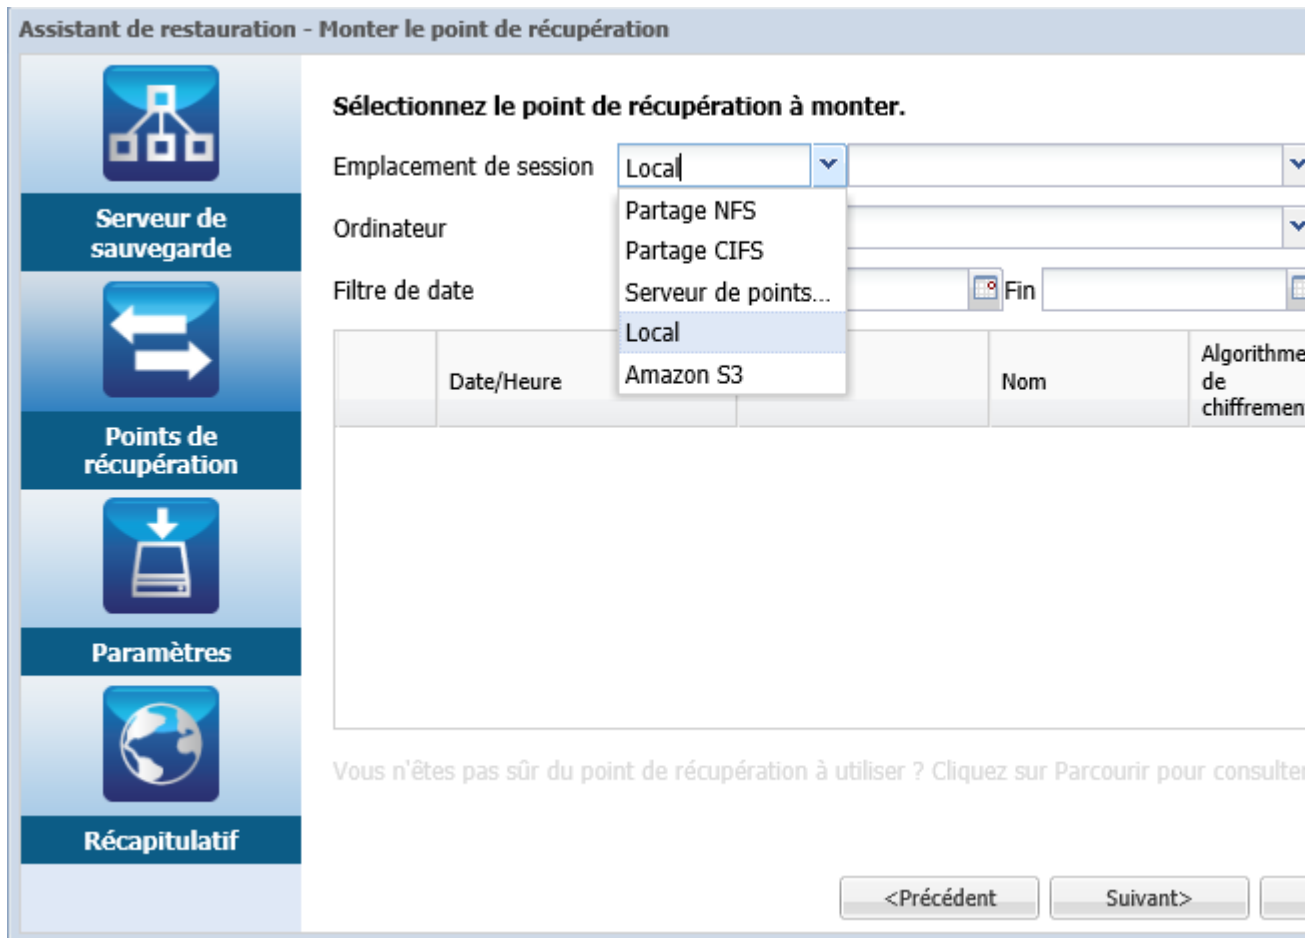 Assistant de restauration - Monter le point de récupération
Serveur de
sauvegarde
Points de
récupération
Paramètres
Récapitulatif
Sélectionnez le point de récupération à monter.
Emplacement de session
Local
Partage NFS
Partage CIFS
Serveur de points...
Local
Amazon S3
Ordinateur
Filtre de date
Fin
Date/Heure
Nom
Algorithme
de
chiffremen
Vous n'êtes pas sûr du point de récupération à utiliser ? Cliquez sur Parcourir pour consulter
<Précédent
Suivant>